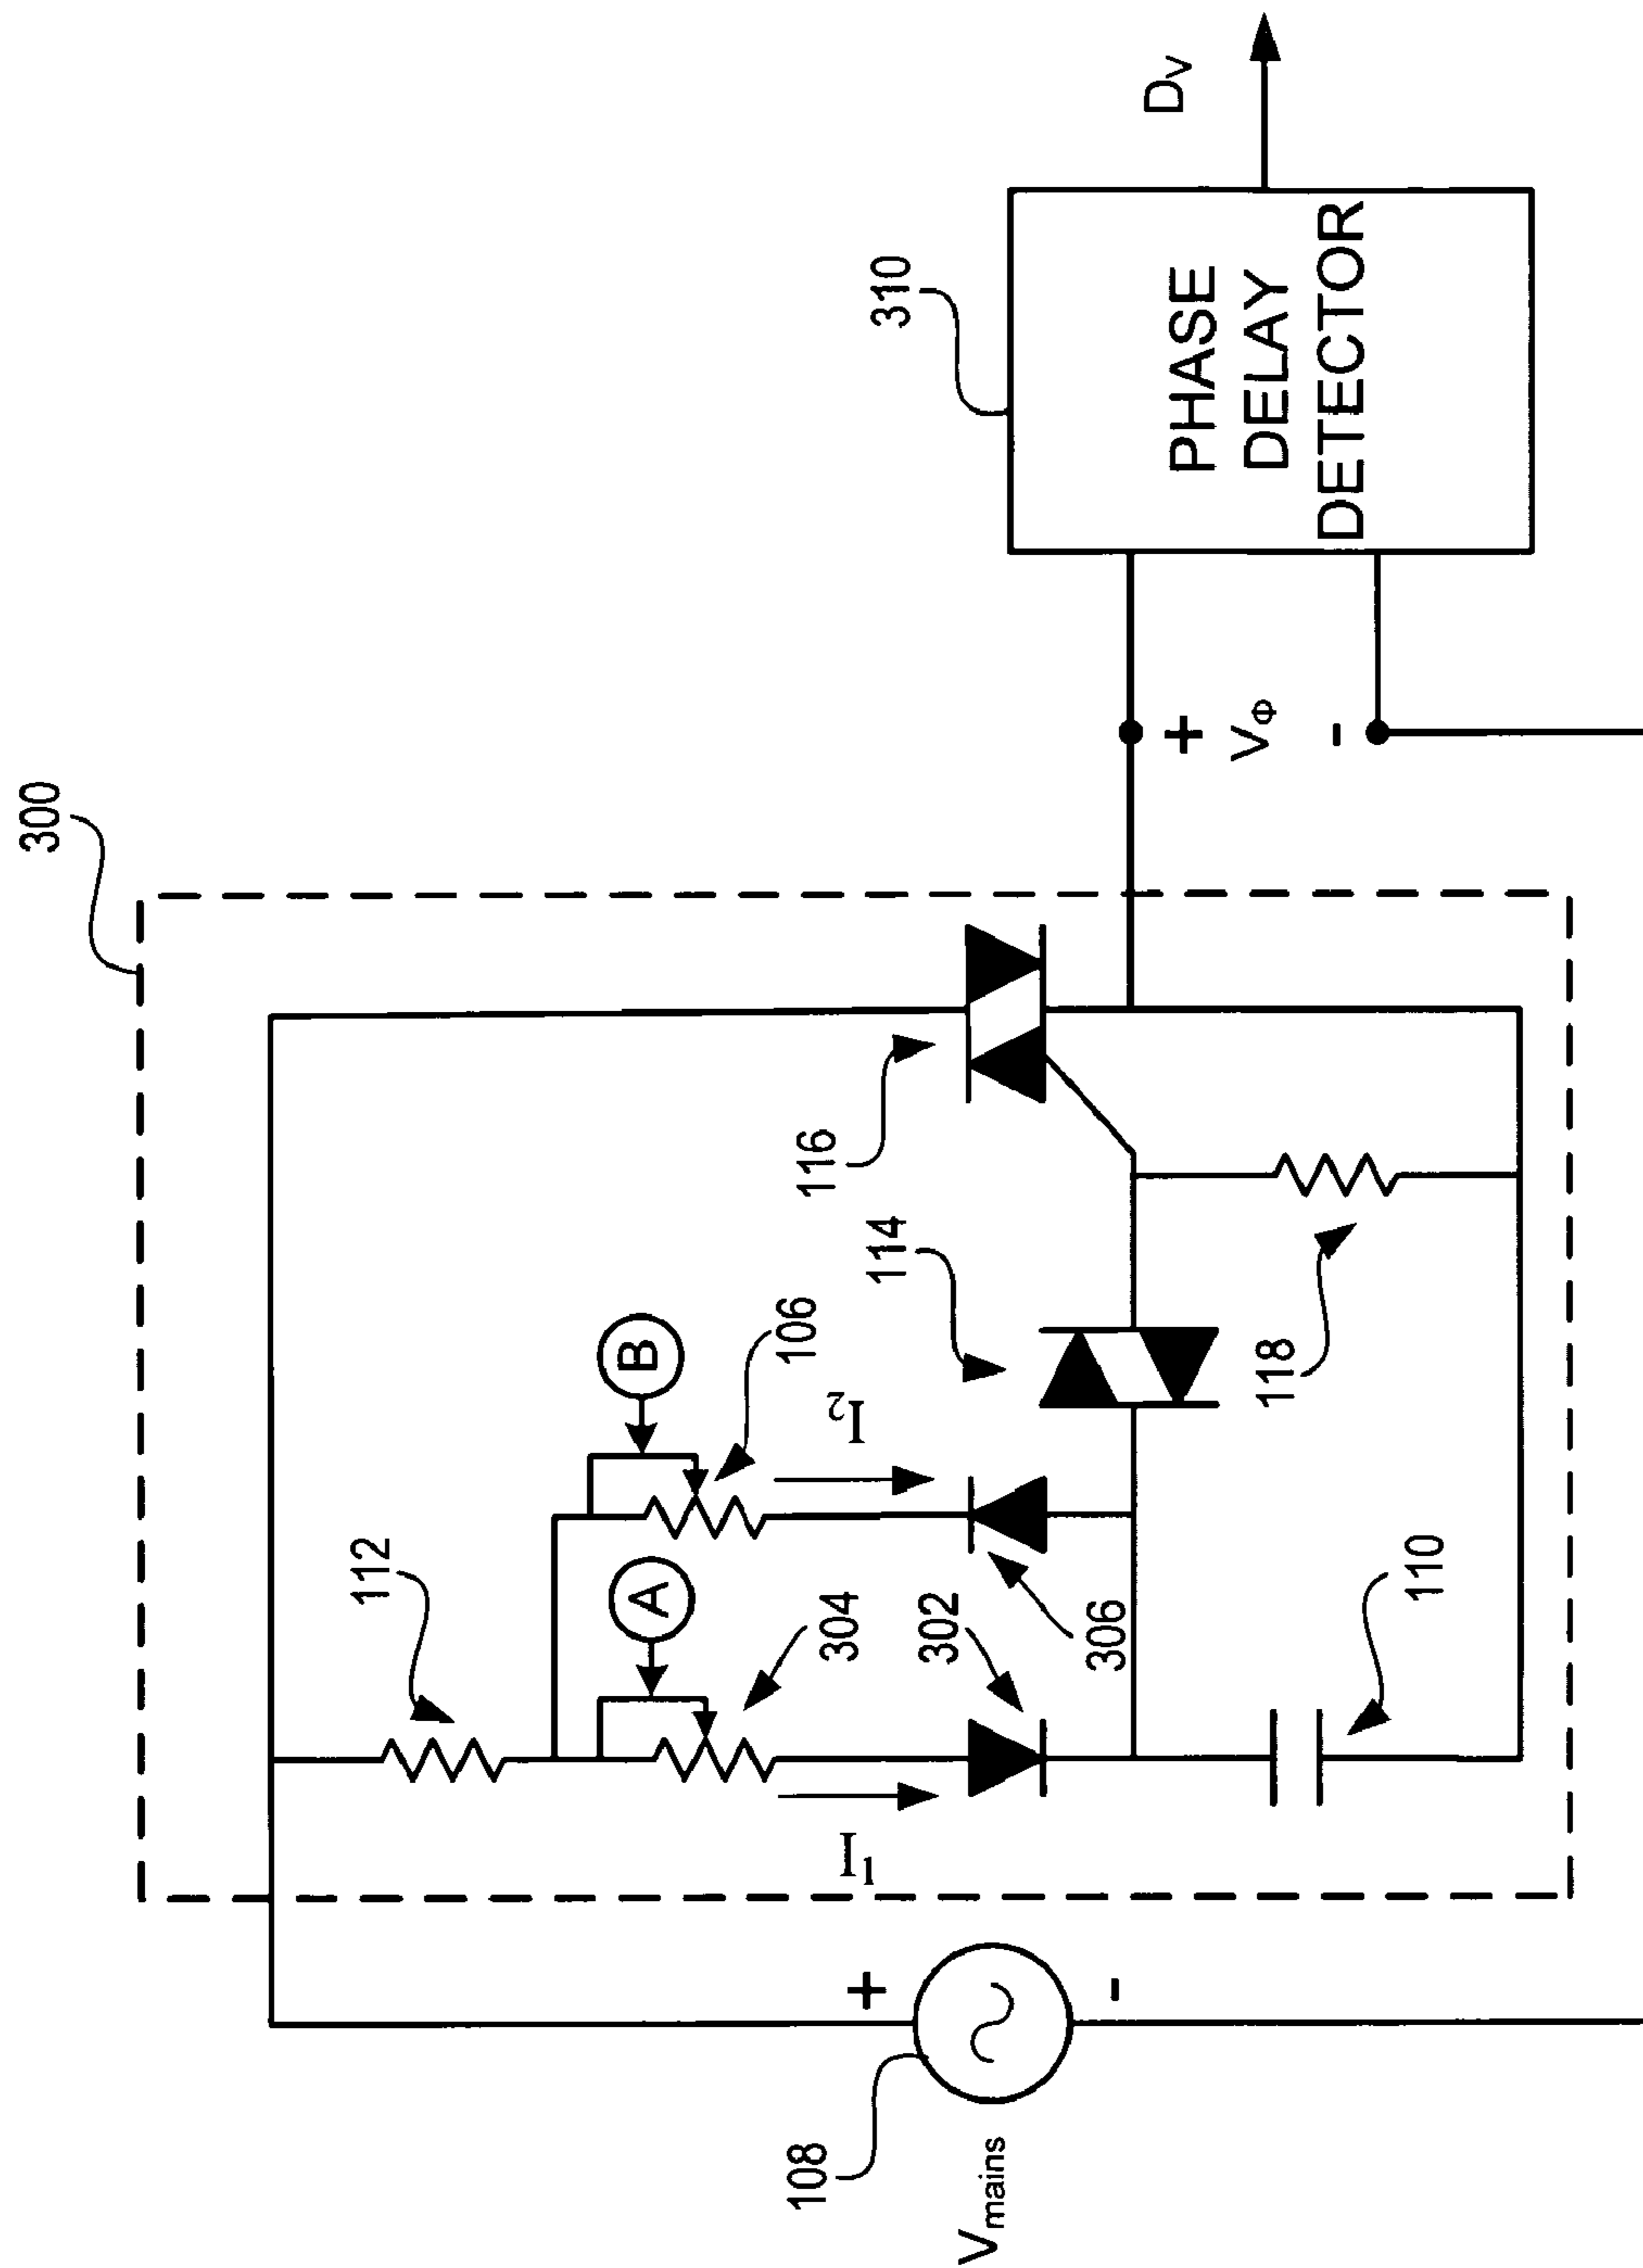 300
310
PHASE
DELAY
DETECTOR
DV
112
B
A
106
304
I1
I2
302
306
114
116
110
118
+
VΦ
-
108
Vmains
+
-